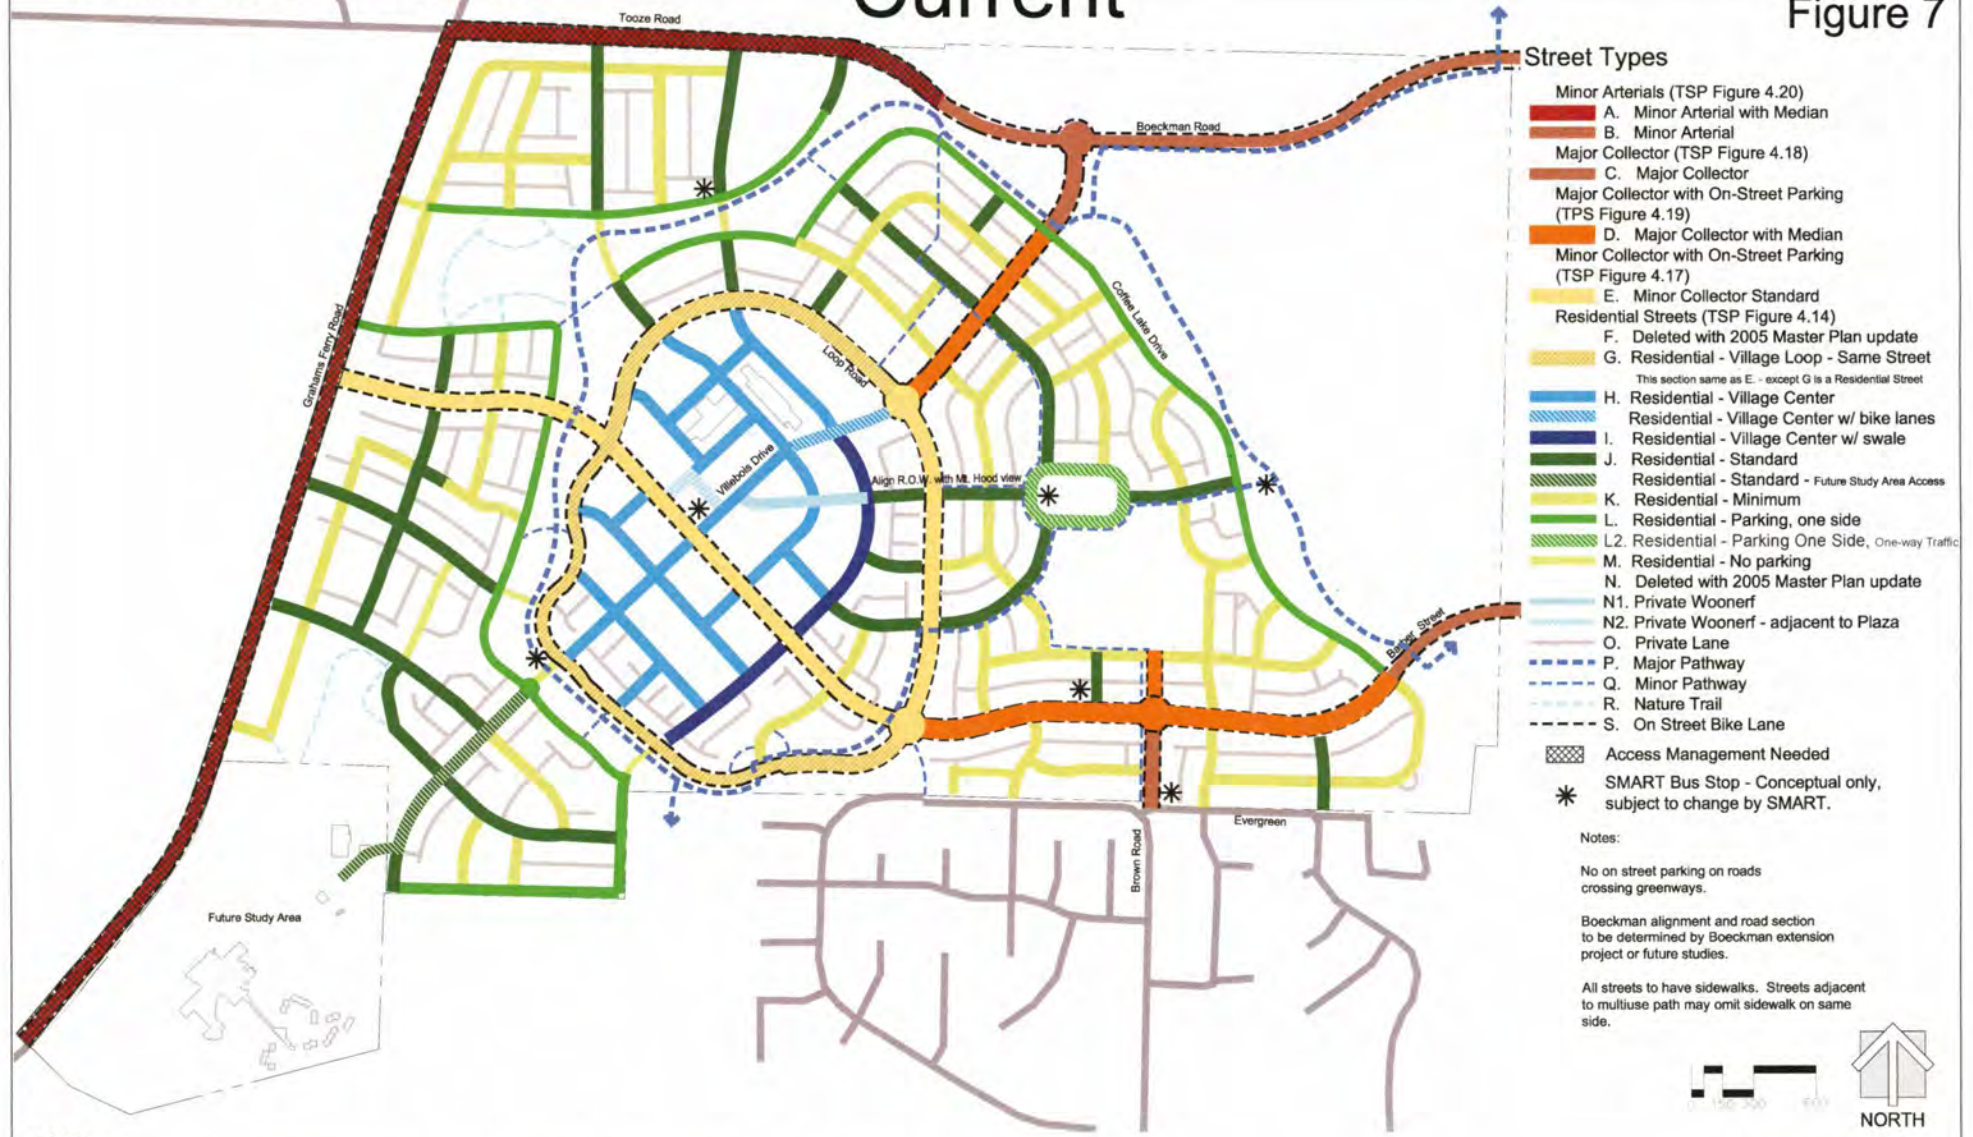 Current
Figure 7
Tooze Road
Boeckman Road
Grahams Ferry Road
Coffee Lake Drive
Loop Road
Villebois Drive
Align R.O.W. with Mt. Hood view
Barber Street
Evergreen
Brown Road
Future Study Area
Street Types
Minor Arterials (TSP Figure 4.20)
A. Minor Arterial with Median
B. Minor Arterial
Major Collector (TSP Figure 4.18)
C. Major Collector
Major Collector with On-Street Parking
(TPS Figure 4.19)
D. Major Collector with Median
Minor Collector with On-Street Parking
(TSP Figure 4.17)
E. Minor Collector Standard
Residential Streets (TSP Figure 4.14)
F. Deleted with 2005 Master Plan update
G. Residential - Village Loop - Same Street
This section same as E. - except G is a Residential Street
H. Residential - Village Center
Residential - Village Center w/ bike lanes
I. Residential - Village Center w/ swale
J. Residential - Standard
Residential - Standard - Future Study Area Access
K. Residential - Minimum
L. Residential - Parking, one side
L2. Residential - Parking One Side, One-way Traffic
M. Residential - No parking
N. Deleted with 2005 Master Plan update
N1. Private Woonerf
N2. Private Woonerf - adjacent to Plaza
O. Private Lane
P. Major Pathway
Q. Minor Pathway
R. Nature Trail
S. On Street Bike Lane
Access Management Needed
SMART Bus Stop - Conceptual only,
subject to change by SMART.
Notes:
No on street parking on roads
crossing greenways.
Boeckman alignment and road section
to be determined by Boeckman extension
project or future studies.
All streets to have sidewalks. Streets adjacent
to multiuse path may omit sidewalk on same
side.
0 150 300 600
NORTH